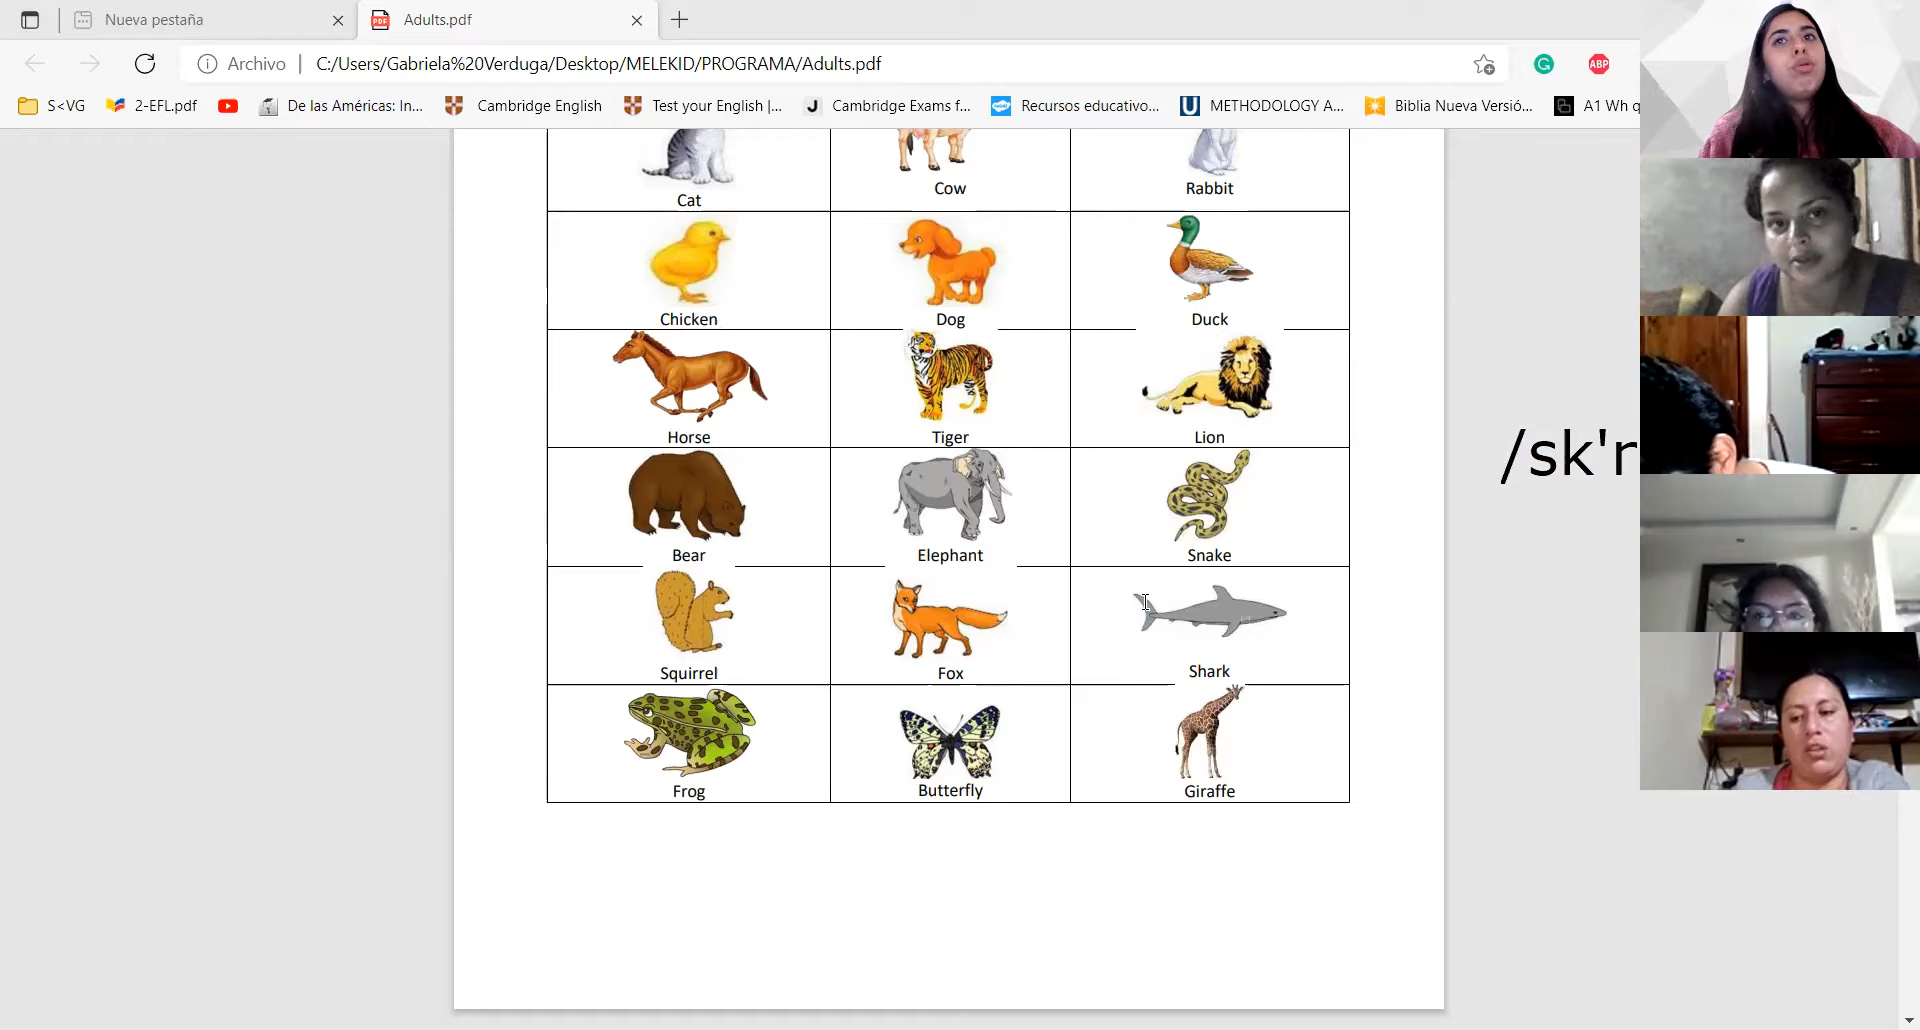 Nueva pestaña
Adults.pdf
Archivo | C:/Users/Gabriela%20Verduga/Desktop/MELEKID/PROGRAMA/Adults.pdf
ABP
S<VG 2-EFL.pdf De las Américas: In... Cambridge English Test your English |... Cambridge Exams f... Recursos educativo... METHODOLOGY A... Biblia Nueva Versió... A1 Wh q
Cat Cow Rabbit
Chicken Dog Duck
Horse Tiger Lion
/sk'r
Bear Elephant Snake
Squirrel Fox Shark
Frog Butterfly Giraffe